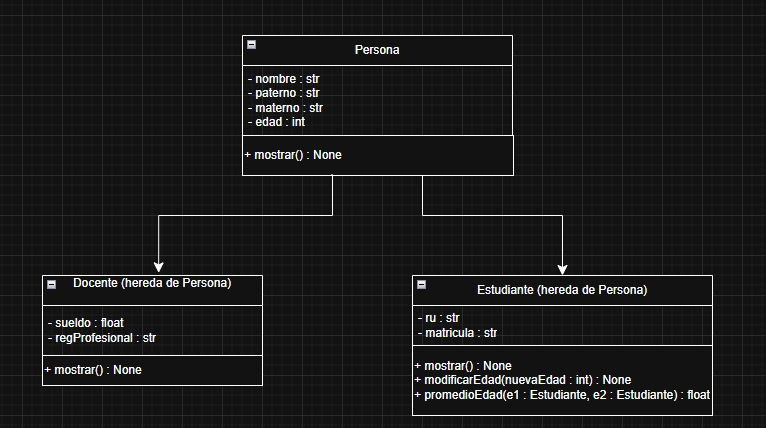 Persona
- nombre : str
- paterno : str
- materno : str
- edad : int
+ mostrar() : None
Docente (hereda de Persona)
- sueldo : float
- regProfesional : str
+ mostrar() : None
Estudiante (hereda de Persona)
- ru : str
- matricula : str
+ mostrar() : None
+ modificarEdad(nuevaEdad : int) : None
+ promedioEdad(e1 : Estudiante, e2 : Estudiante) : float